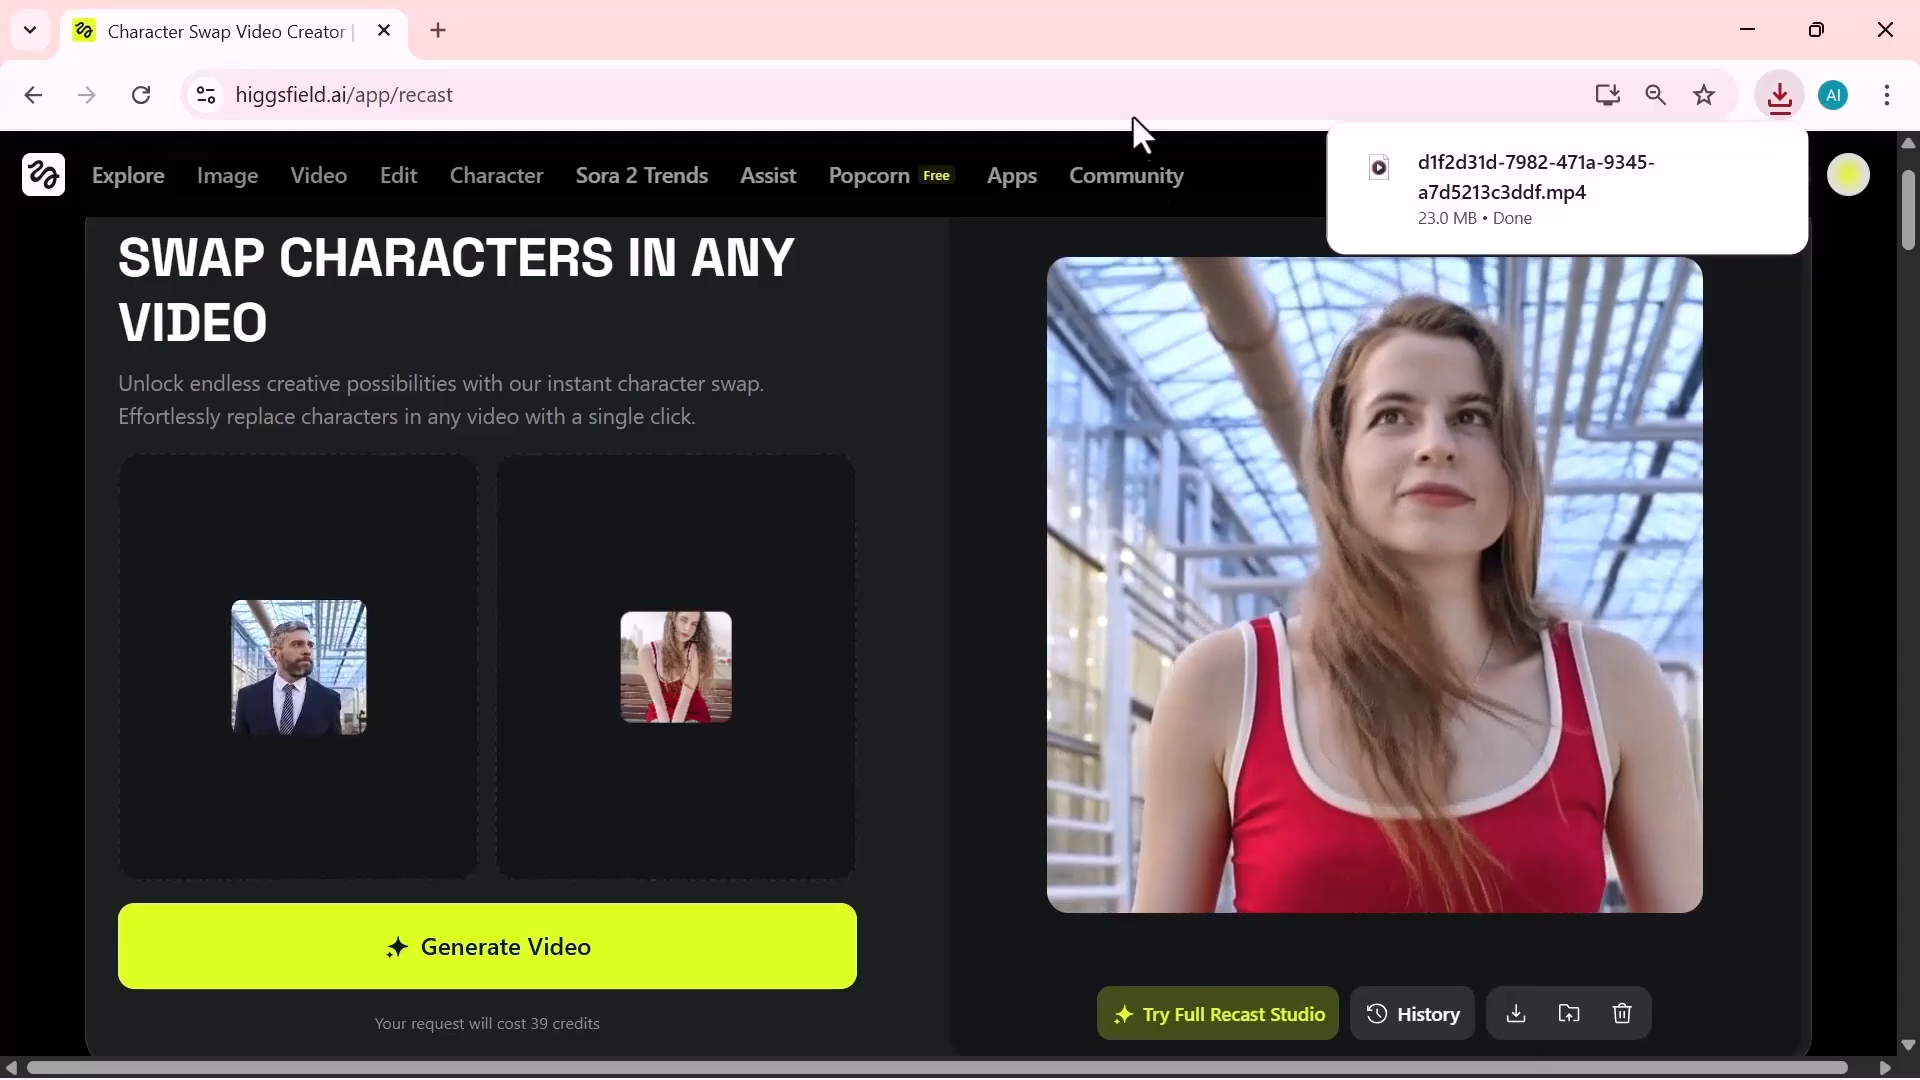 Character Swap Video Creator |
higgsfield.ai/app/recast
AI
d1f2d31d-7982-471a-9345-
a7d5213c3ddf.mp4
23.0 MB • Done
Explore Image Video Edit Character Sora 2 Trends Assist Popcorn Free Apps Community
SWAP CHARACTERS IN ANY
VIDEO
Unlock endless creative possibilities with our instant character swap.
Effortlessly replace characters in any video with a single click.
Generate Video
Your request will cost 39 credits
Try Full Recast Studio
History